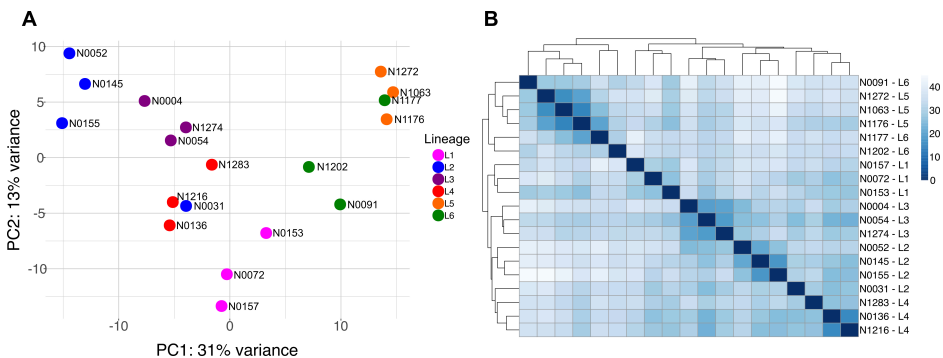 A
B
10
5
0
-5
-10
PC2: 13% variance
N0052
N0145
N0155
N0004
N1274
N0054
N1283
N1216
N0031
N0136
N0153
N0072
N0157
N1272
N1063
N1177
N1176
N1202
N0091
-10
0
10
PC1: 31% variance
Lineage
L1
L2
L3
L4
L5
L6
N0091 - L6
N1272 - L5
N1063 - L5
N1176 - L5
N1177 - L6
N1202 - L6
N0157 - L1
N0072 - L1
N0153 - L1
N0004 - L3
N0054 - L3
N1274 - L3
N0052 - L2
N0145 - L2
N0155 - L2
N0031 - L2
N1283 - L4
N0136 - L4
N1216 - L4
40
30
20
10
0